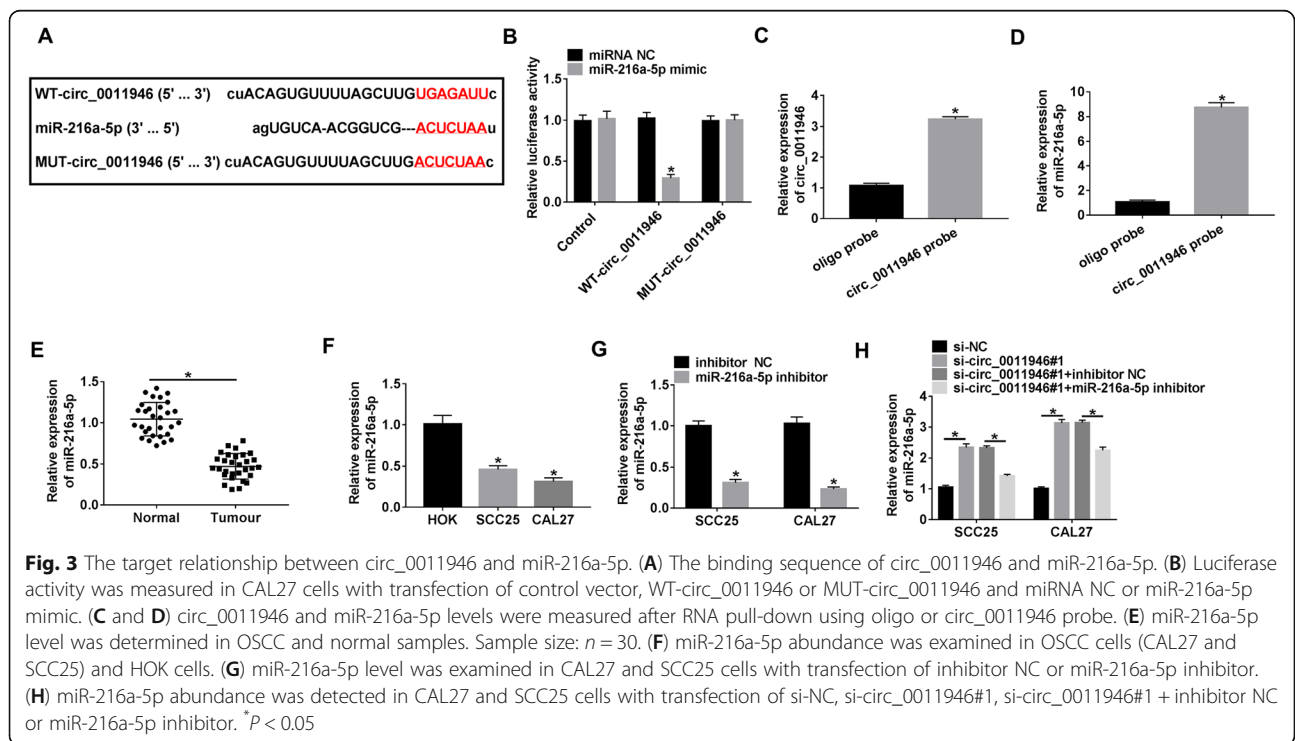 A
WT-circ_0011946 (5' ... 3') cuACAGUGUUUUAGCUUGUGAGAUUc
miR-216a-5p (3' ... 5') agUGUCA-ACGGUCG---ACUCUAAu
MUT-circ_0011946 (5' ... 3') cuACAGUGUUUUAGCUUGACUCUAAc
B
miRNA NC
miR-216a-5p mimic
Relative luciferase activity
1.5
1.0
0.5
0.0
*
Control
WT-circ_0011946
MUT-circ_0011946
C
Relative expression
of circ_0011946
4
3
2
1
0
*
oligo probe
circ_0011946 probe
D
Relative expression
of miR-216a-5p
10
8
6
4
2
0
*
oligo probe
circ_0011946 probe
E
Relative expression
of miR-216a-5p
1.5
1.0
0.5
0.0
*
Normal
Tumour
F
Relative expression
of miR-216a-5p
1.5
1.0
0.5
0.0
*
*
HOK
SCC25
CAL27
G
inhibitor NC
miR-216a-5p inhibitor
Relative expression
of miR-216a-5p
1.5
1.0
0.5
0.0
*
*
SCC25
CAL27
H
si-NC
si-circ_0011946#1
si-circ_0011946#1+inhibitor NC
si-circ_0011946#1+miR-216a-5p inhibitor
Relative expression
of miR-216a-5p
4
3
2
1
0
*
*
*
*
SCC25
CAL27
Fig. 3 The target relationship between circ_0011946 and miR-216a-5p. (A) The binding sequence of circ_0011946 and miR-216a-5p. (B) Luciferase
activity was measured in CAL27 cells with transfection of control vector, WT-circ_0011946 or MUT-circ_0011946 and miRNA NC or miR-216a-5p
mimic. (C and D) circ_0011946 and miR-216a-5p levels were measured after RNA pull-down using oligo or circ_0011946 probe. (E) miR-216a-5p
level was determined in OSCC and normal samples. Sample size: n = 30. (F) miR-216a-5p abundance was examined in OSCC cells (CAL27 and
SCC25) and HOK cells. (G) miR-216a-5p level was examined in CAL27 and SCC25 cells with transfection of inhibitor NC or miR-216a-5p inhibitor.
(H) miR-216a-5p abundance was detected in CAL27 and SCC25 cells with transfection of si-NC, si-circ_0011946#1, si-circ_0011946#1 + inhibitor NC
or miR-216a-5p inhibitor. *P < 0.05